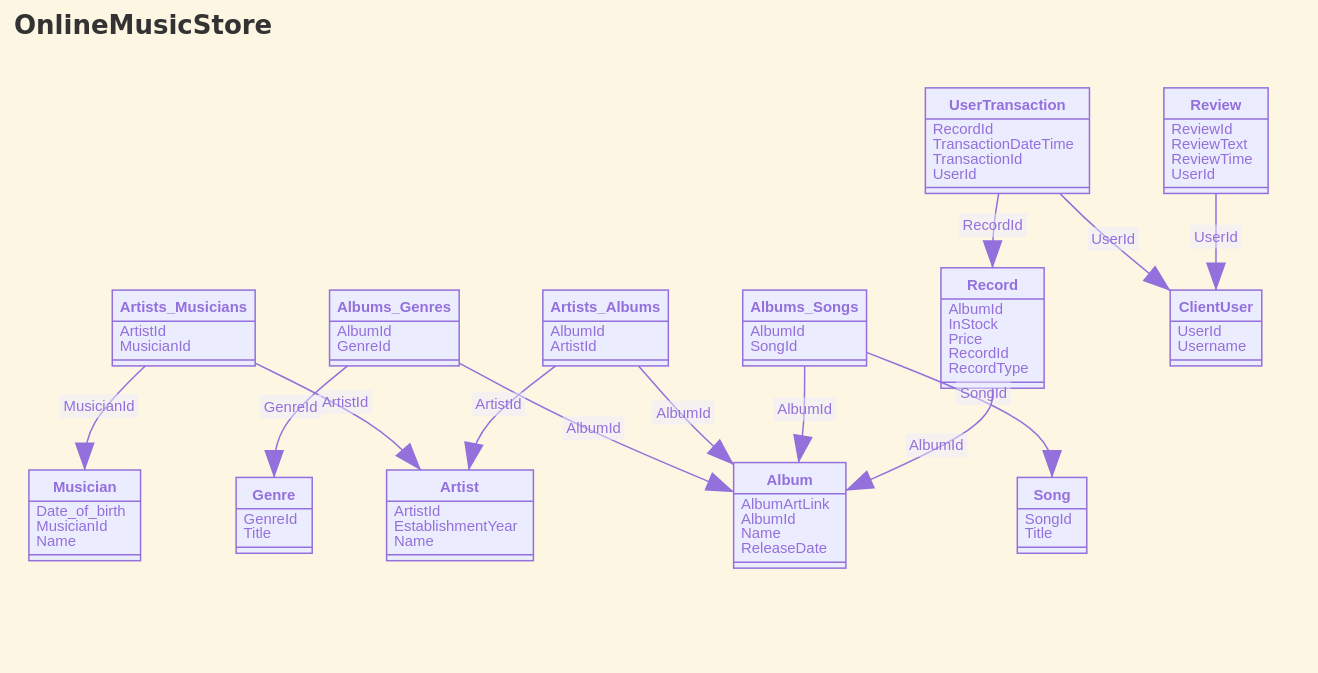 OnlineMusicStore
UserTransaction
RecordId
TransactionDateTime
TransactionId
UserId
Review
ReviewId
ReviewText
ReviewTime
UserId
RecordId
UserId
UserId
Artists_Musicians
ArtistId
MusicianId
Albums_Genres
AlbumId
GenreId
Artists_Albums
AlbumId
ArtistId
Albums_Songs
AlbumId
SongId
Record
AlbumId
InStock
Price
RecordId
RecordType
ClientUser
UserId
Username
MusicianId
GenreId
ArtistId
ArtistId
AlbumId
AlbumId
AlbumId
SongId
AlbumId
Musician
Date_of_birth
MusicianId
Name
Genre
GenreId
Title
Artist
ArtistId
EstablishmentYear
Name
Album
AlbumArtLink
AlbumId
Name
ReleaseDate
Song
SongId
Title